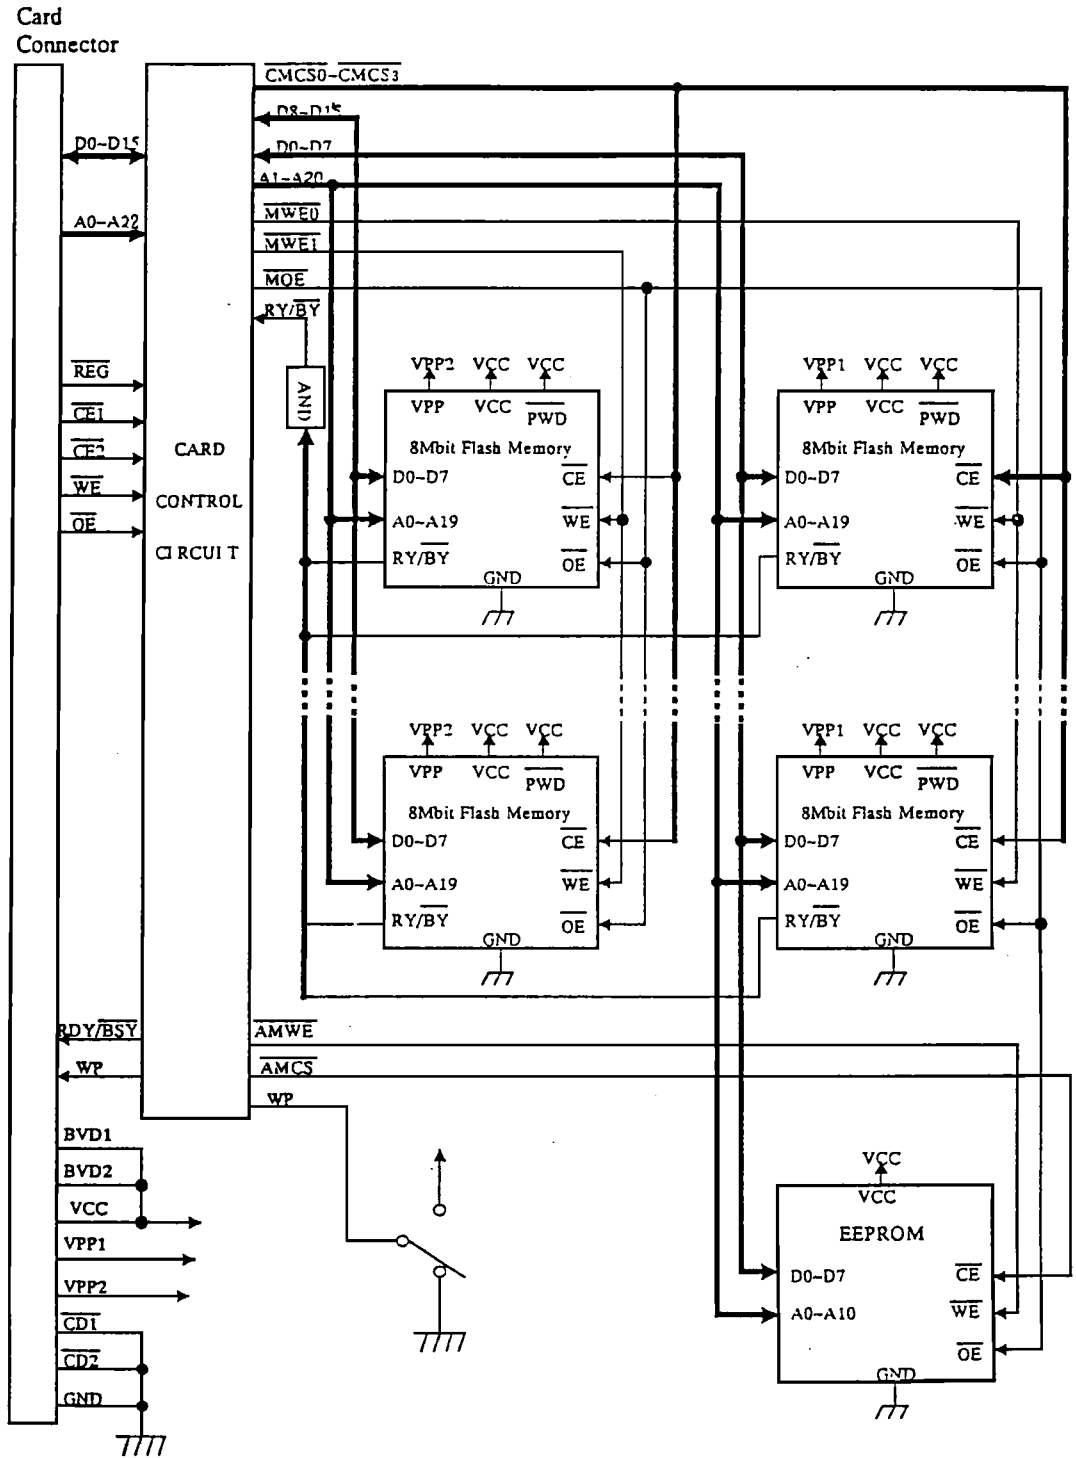 Card
Connector
CMCS0~CMCS3
D8~D15
D0~D15
D0~D7
A1~A20
A0~A22
MWE0
MWE1
MOE
RY/BY
REG
CE1
CE2
WE
OE
CARD
CONTROL
CIRCUIT
AND
VPP2 VCC VCC
VPP VCC PWD
8Mbit Flash Memory
D0~D7 CE
A0~A19 WE
RY/BY OE
GND
VPP1 VCC VCC
VPP VCC PWD
8Mbit Flash Memory
D0~D7 CE
A0~A19 WE
RY/BY OE
GND
VPP2 VCC VCC
VPP VCC PWD
8Mbit Flash Memory
D0~D7 CE
A0~A19 WE
RY/BY OE
GND
VPP1 VCC VCC
VPP VCC PWD
8Mbit Flash Memory
D0~D7 CE
A0~A19 WE
RY/BY OE
GND
RDY/BSY
WP
AMWE
AMCS
WP
BVD1
BVD2
VCC
VPP1
VPP2
CD1
CD2
GND
VCC
VCC
EEPROM
D0~D7 CE
A0~A10 WE
OE
GND